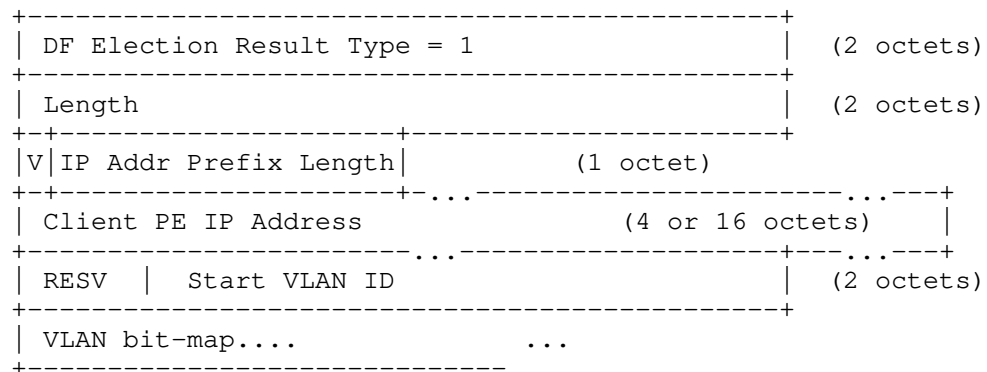 DF Election Result Type = 1 (2 octets)
Length (2 octets)
V IP Addr Prefix Length (1 octet)
Client PE IP Address (4 or 16 octets)
RESV Start VLAN ID (2 octets)
VLAN bit-map.... ...